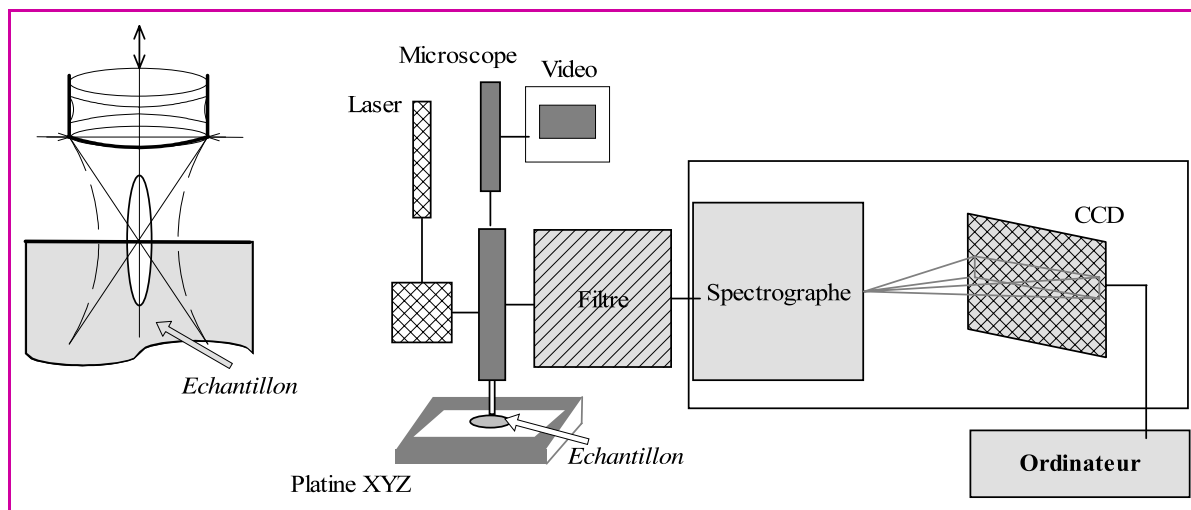 Microscope
Video
Laser
CCD
Filtre
Spectrographe
Echantillon
Echantillon
Platine XYZ
Ordinateur